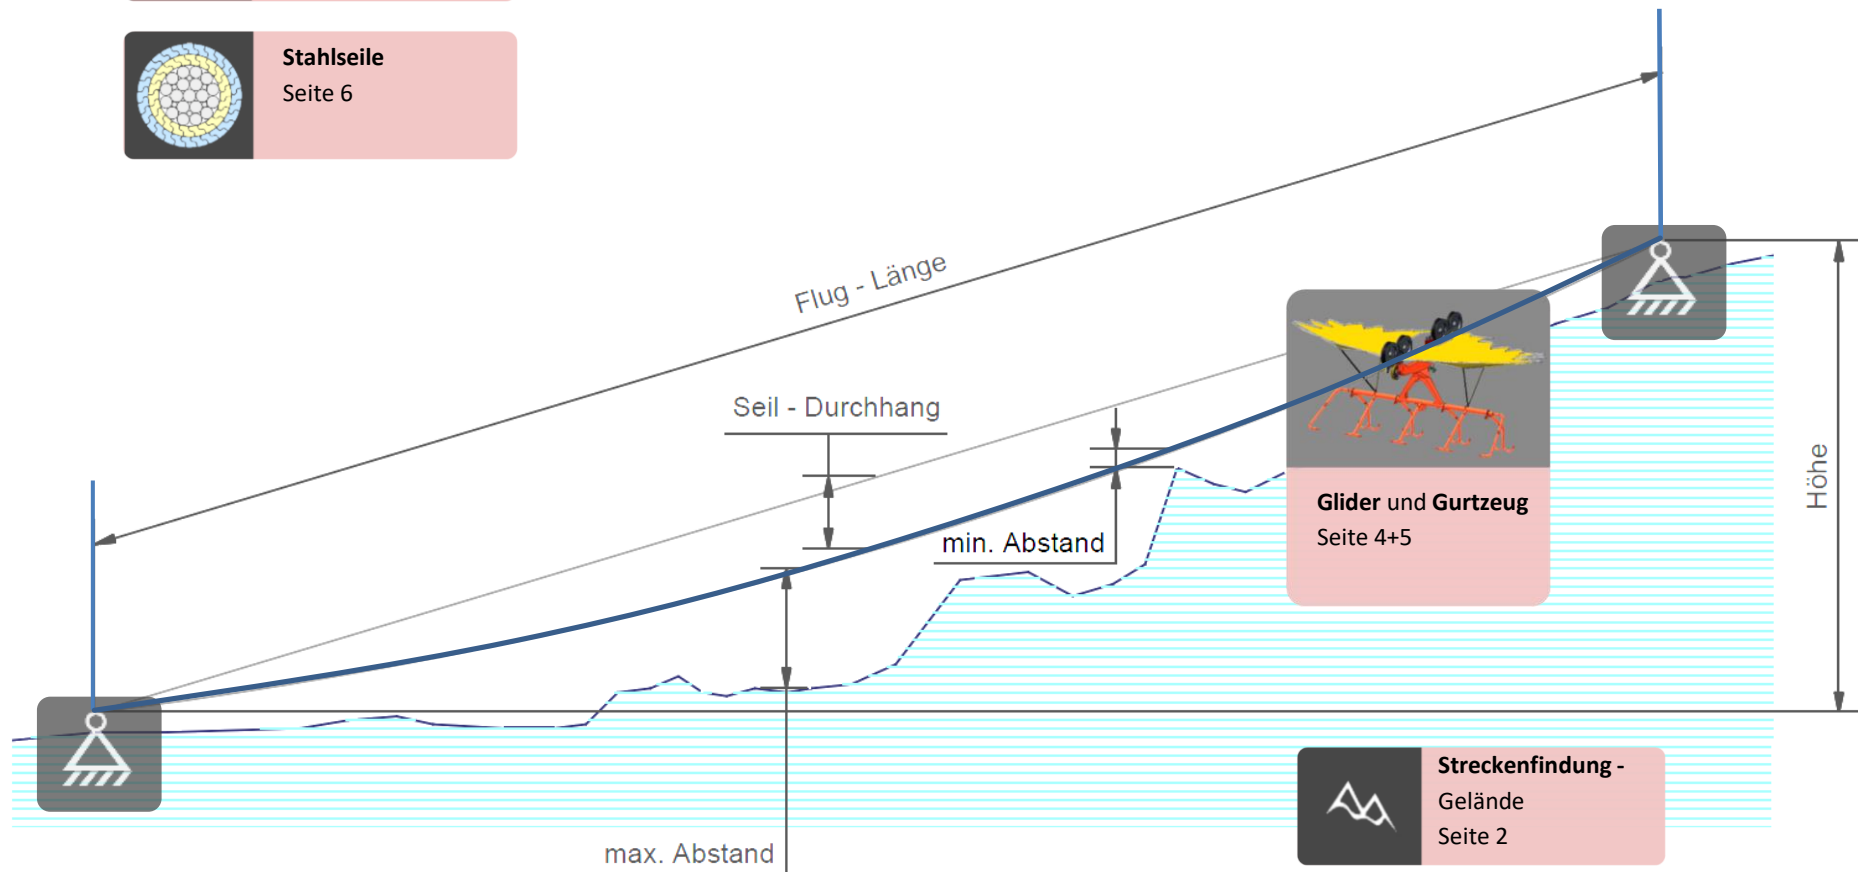 Stahlseile
Seite 6
Flug - Länge
Seil - Durchhang
min. Abstand
Glider und Gurtzeug
Seite 4+5
Höhe
Streckenfindung -
Gelände
Seite 2
max. Abstand